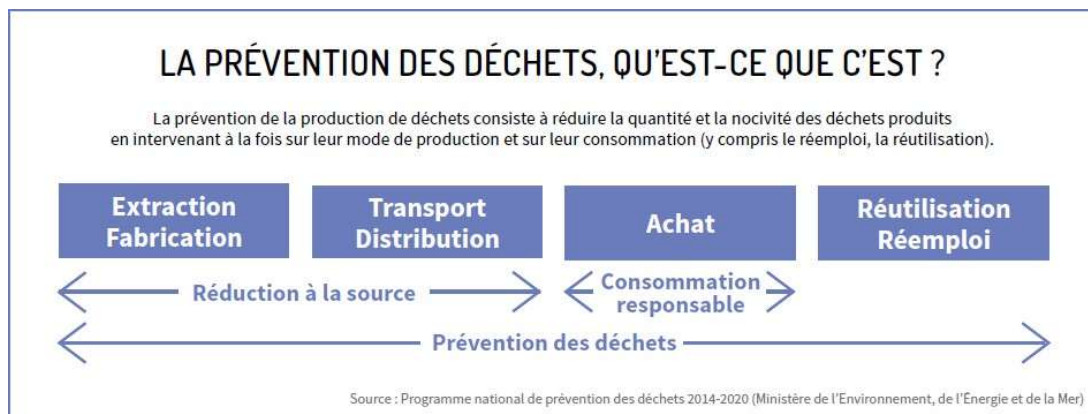 LA PRÉVENTION DES DÉCHETS, QU'EST-CE QUE C'EST ?
La prévention de la production de déchets consiste à réduire la quantité et la nocivité des déchets produits
en intervenant à la fois sur leur mode de production et sur leur consommation (y compris le réemploi, la réutilisation).
Extraction
Fabrication
Transport
Distribution
Achat
Réutilisation
Réemploi
Réduction à la source
Consommation
responsable
Prévention des déchets
Source : Programme national de prévention des déchets 2014-2020 (Ministère de l'Environnement, de l'Énergie et de la Mer)